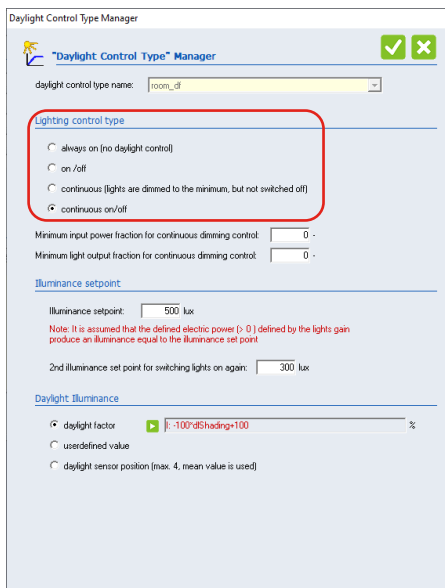 Daylight Control Type Manager
"Daylight Control Type" Manager
daylight control type name: room_df
Lighting control type
always on (no daylight control)
on /off
continuous (lights are dimmed to the minimum, but not switched off)
continuous on/off
Minimum input power fraction for continuous dimming control: 0 -
Minimum light output fraction for continuous dimming control: 0 -
Illuminance setpoint
Illuminance setpoint: 500 lux
Note: It is assumed that the defined electric power (> 0 ) defined by the lights gain
produce an illuminance equal to the illuminance set point
2nd illuminance set point for switching lights on again: 300 lux
Daylight Illuminance
daylight factor I: -100*dfShading+100 %
userdefined value
daylight sensor position (max. 4, mean value is used)